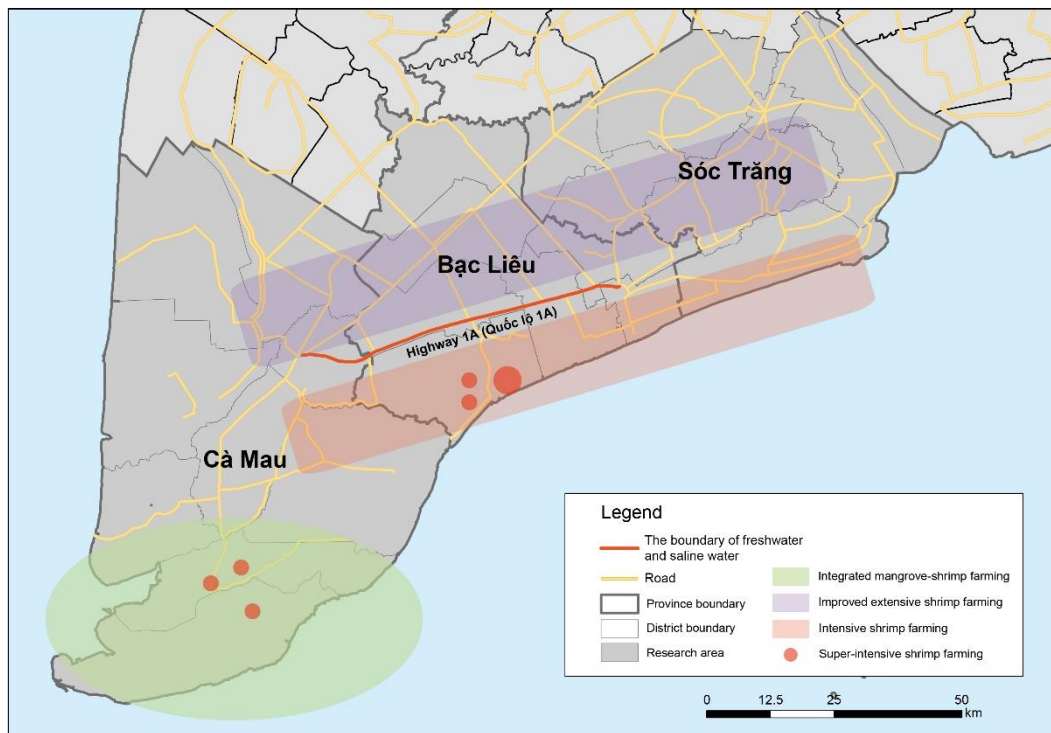 Sóc Trăng
Bạc Liêu
Highway 1A (Quốc lộ 1A)
Cà Mau
Legend
The boundary of freshwater
and saline water
Road
Province boundary
District boundary
Research area
Integrated mangrove-shrimp farming
Improved extensive shrimp farming
Intensive shrimp farming
Super-intensive shrimp farming
0 12.5 25 50
km